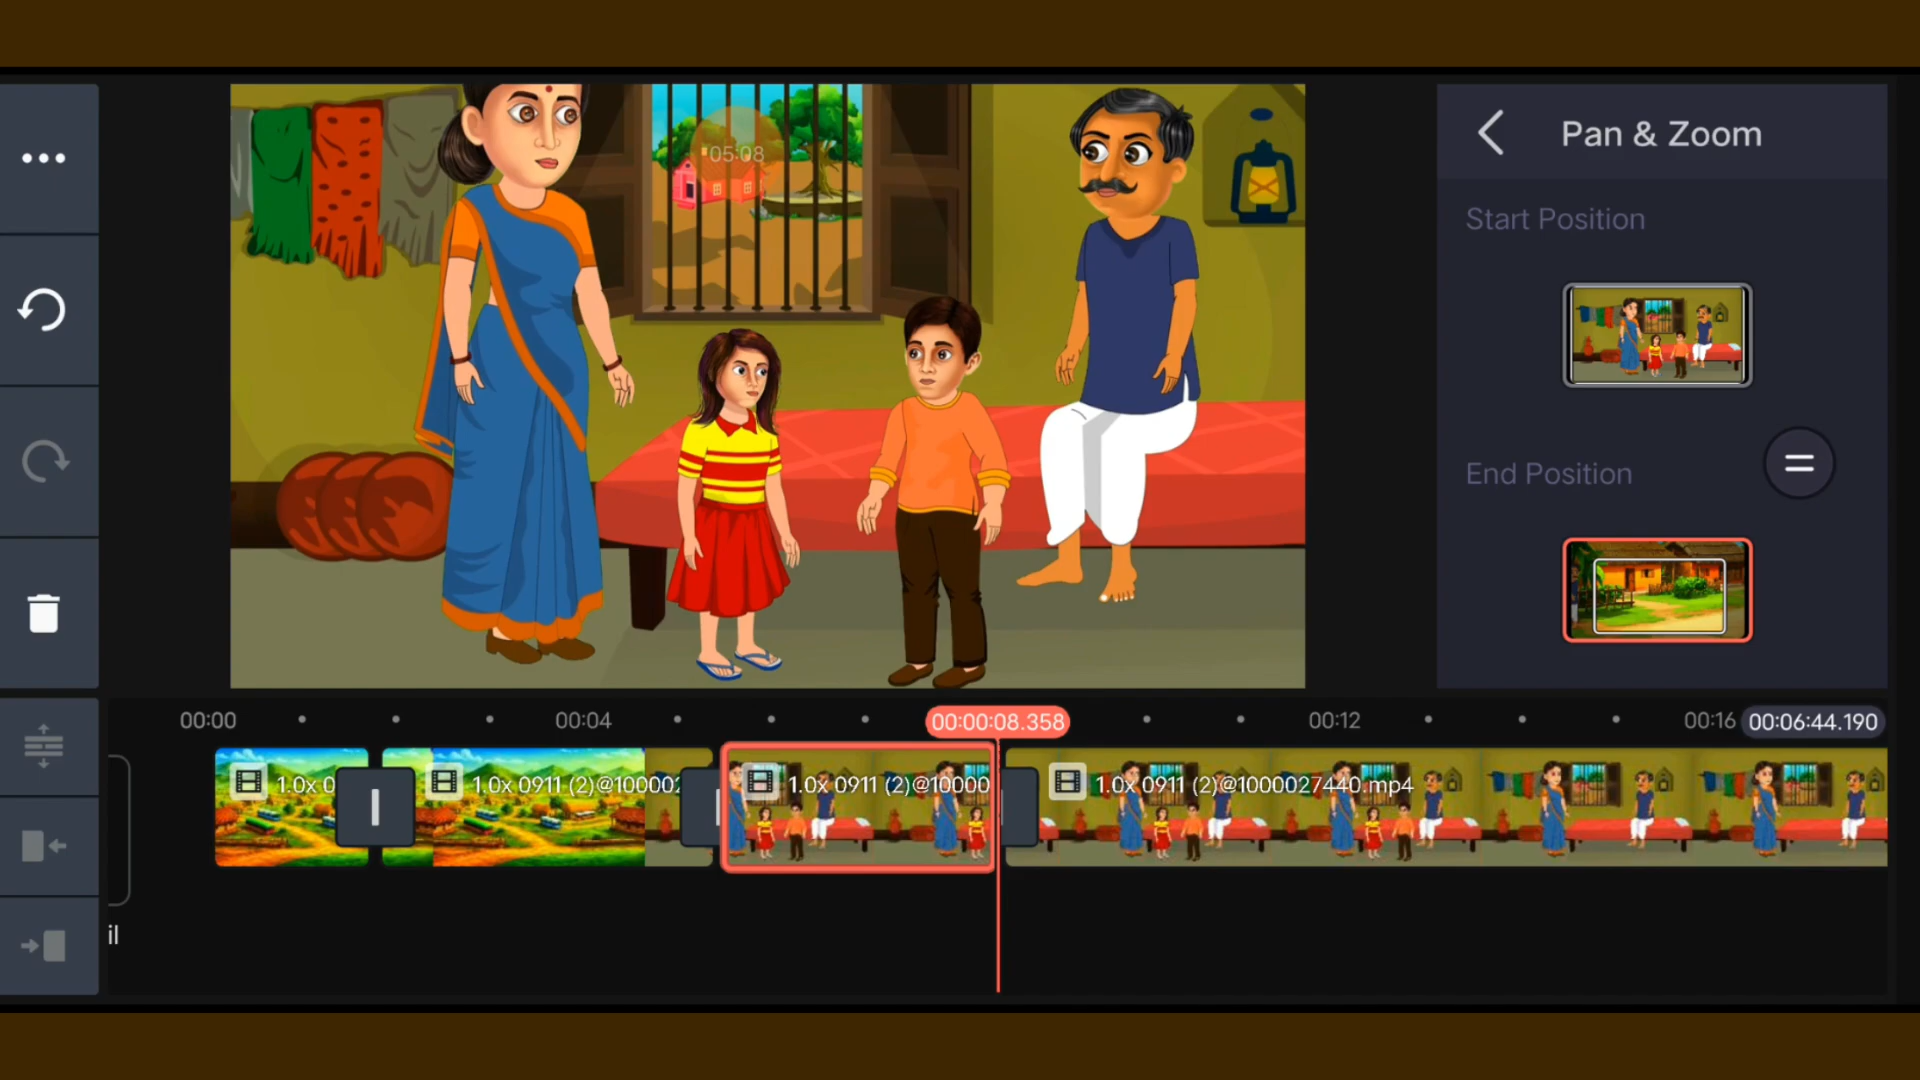 05:08
Pan & Zoom
Start Position
End Position
00:00
00:04
00:00:08.358
00:12
00:16
00:06:44.190
1.0x 0
1.0x 0911 (2)@100002
1.0x 0911 (2)@10000
1.0x 0911 (2)@1000027440.mp4
il